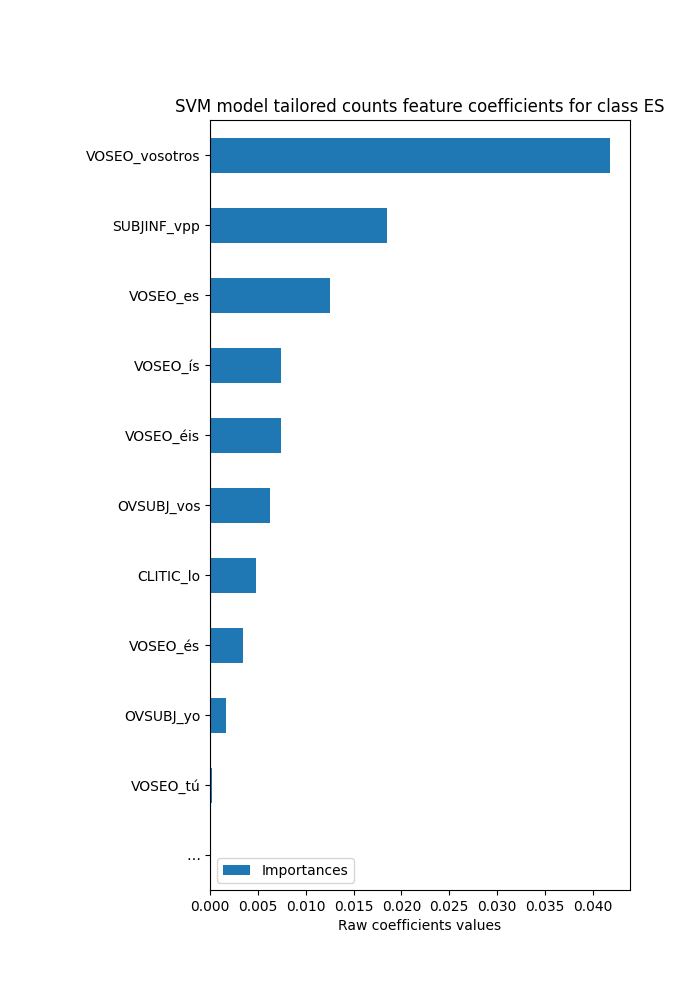 SVM model tailored counts feature coefficients for class ES
VOSEO_vosotros
SUBJINF_vpp
VOSEO_es
VOSEO_ís
VOSEO_éis
OVSUBJ_vos
CLITIC_lo
VOSEO_és
OVSUBJ_yo
VOSEO_tú
...
Importances
0.000 0.005 0.010 0.015 0.020 0.025 0.030 0.035 0.040
Raw coefficients values